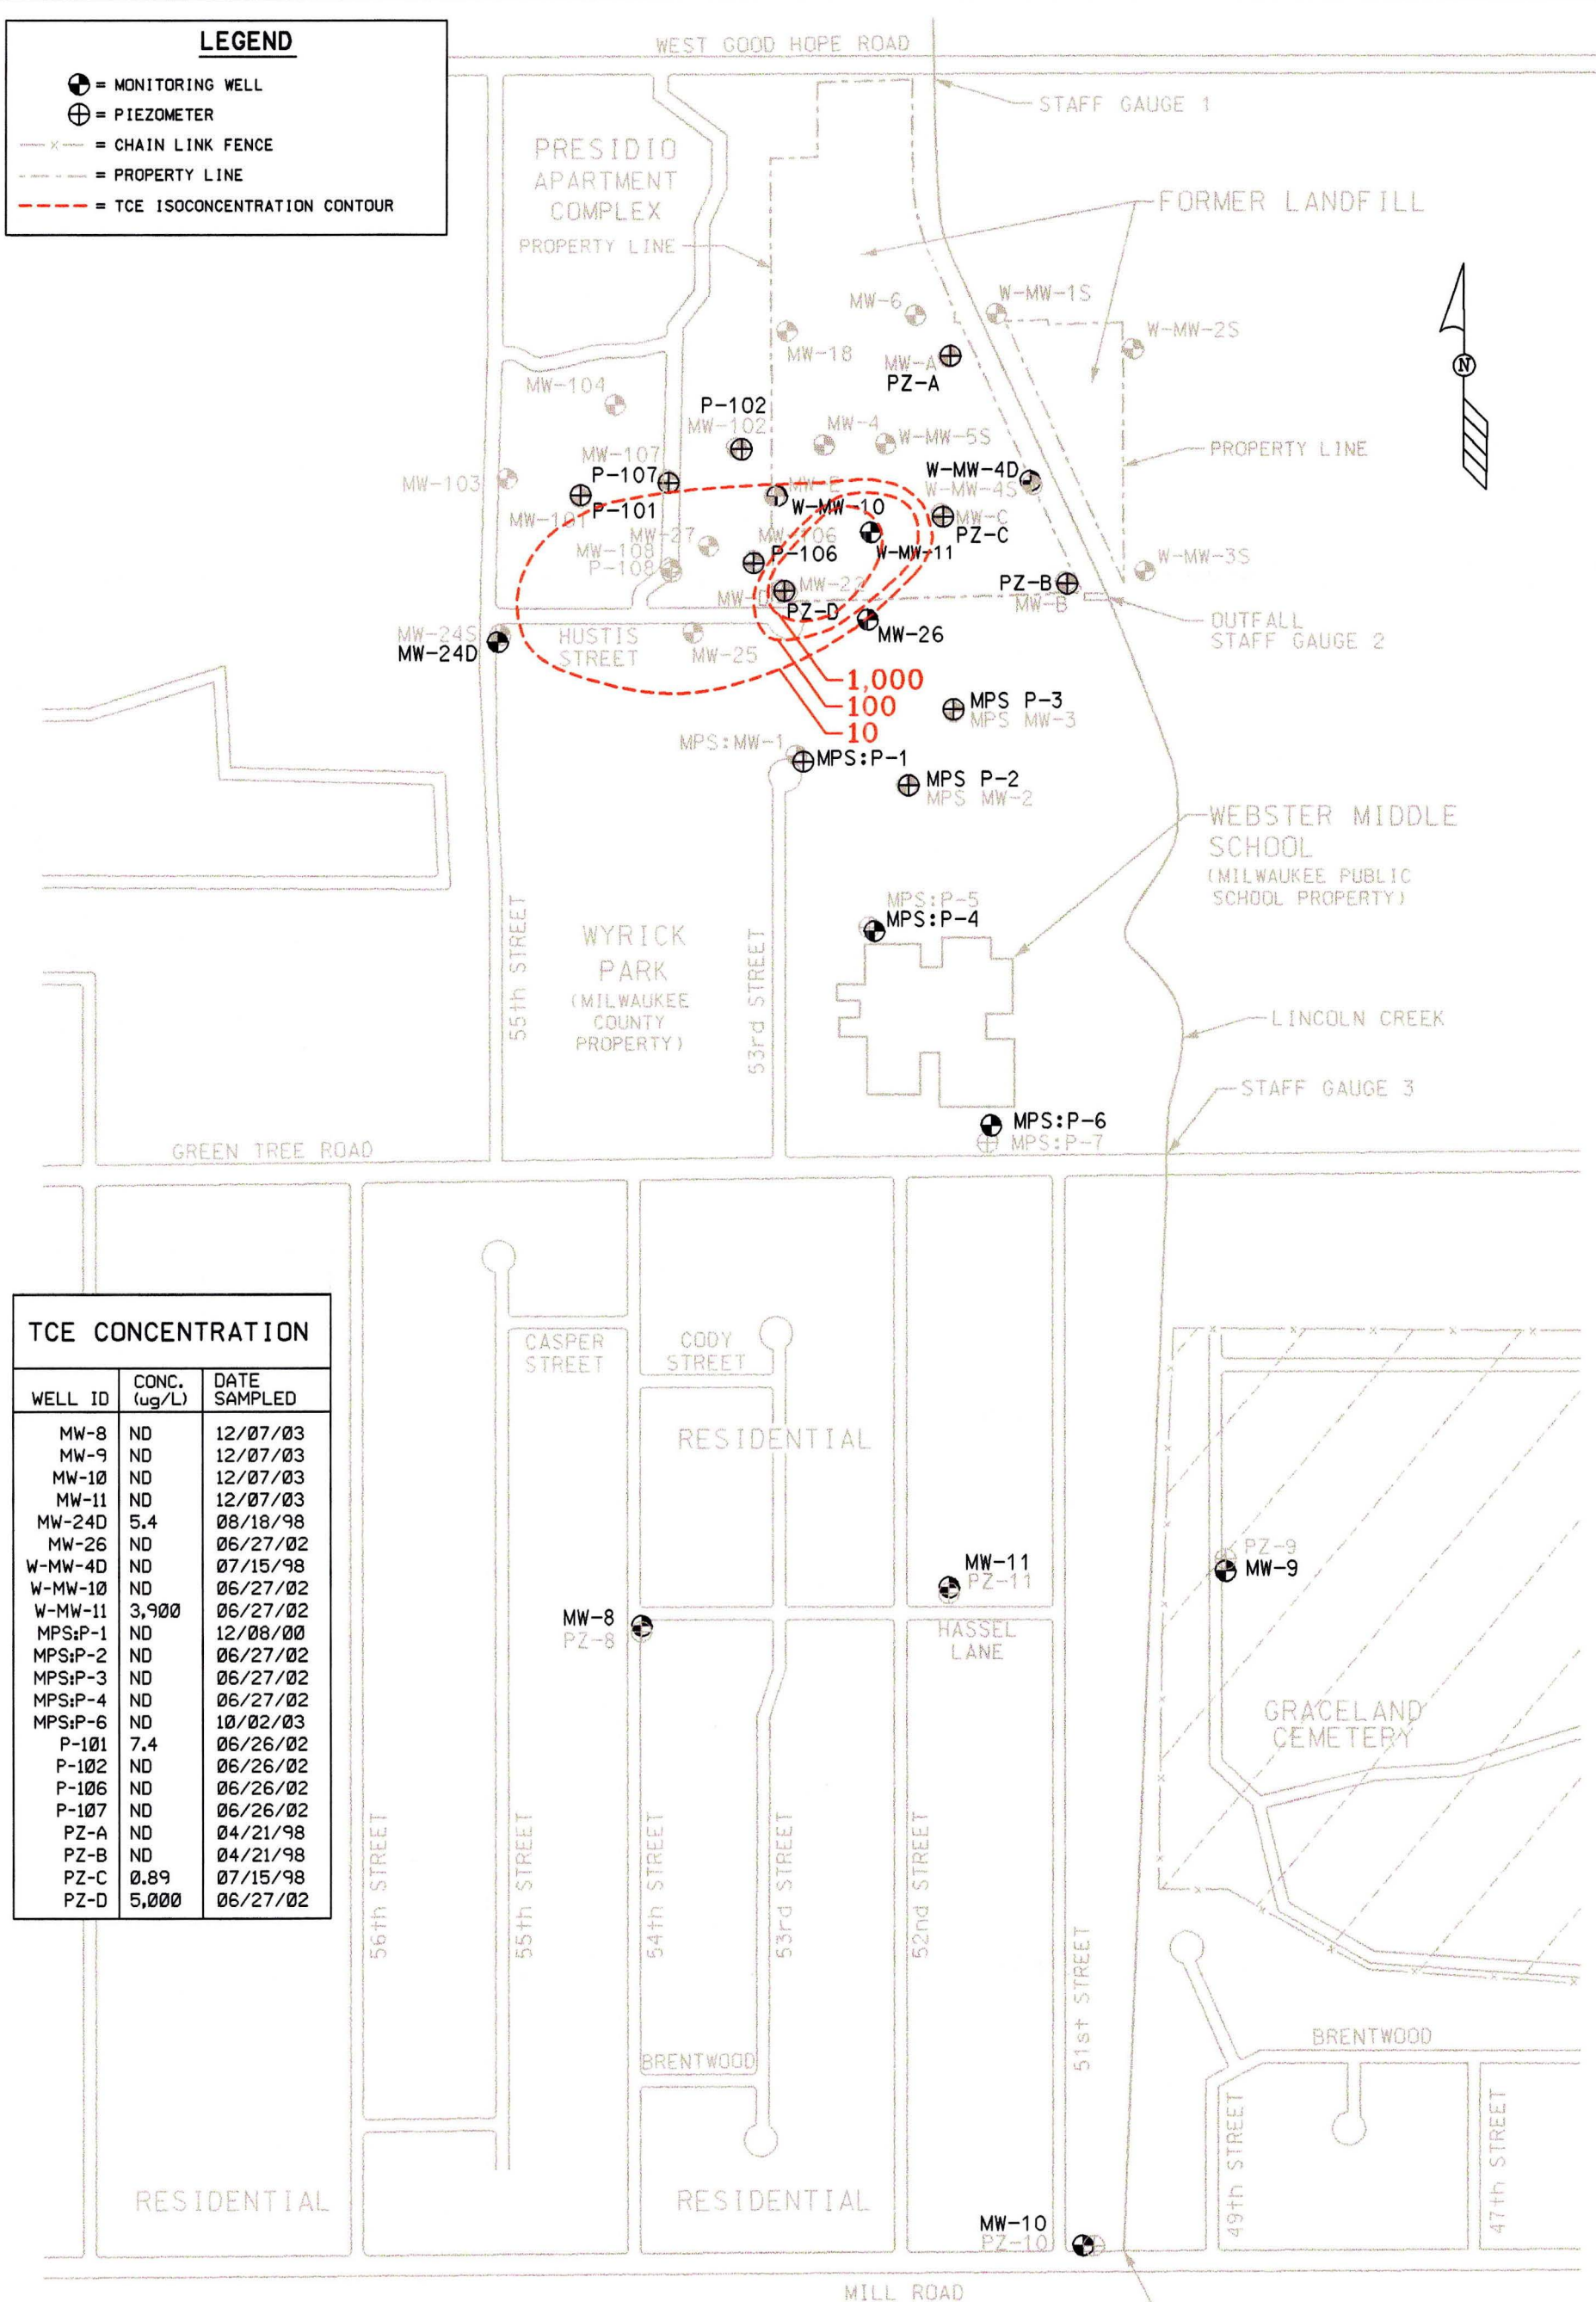 LEGEND
= MONITORING WELL
= PIEZOMETER
= CHAIN LINK FENCE
= PROPERTY LINE
= TCE ISOCONCENTRATION CONTOUR
WEST GOOD HOPE ROAD
STAFF GAUGE 1
PRESIDIO
APARTMENT
COMPLEX
PROPERTY LINE
FORMER LANDFILL
MW-6
W-MW-1S
W-MW-2S
MW-18
MW-A
PZ-A
N
MW-104
P-102
MW-102
MW-4
W-MW-5S
PROPERTY LINE
MW-107
P-107
MW-103
W-MW-4D
W-MW-4S
MW-E
W-MW-10
MW-101
P-101
MW-C
PZ-C
MW-27
MW-106
P-106
W-MW-11
MW-108
P-108
W-MW-3S
MW-D
MW-22
PZ-D
PZ-B
MW-B
OUTFALL
STAFF GAUGE 2
MW-24S
MW-24D
HUSTIS
STREET
MW-25
MW-26
1,000
100
10
MPS P-3
MPS MW-3
MPS:MW-1
MPS:P-1
MPS P-2
MPS MW-2
WEBSTER MIDDLE
SCHOOL
(MILWAUKEE PUBLIC
SCHOOL PROPERTY)
MPS:P-5
MPS:P-4
55th STREET
WYRICK
PARK
(MILWAUKEE
COUNTY
PROPERTY)
53rd STREET
LINCOLN CREEK
STAFF GAUGE 3
MPS:P-6
MPS:P-7
GREEN TREE ROAD
TCE CONCENTRATION
WELL ID CONC. (ug/L) DATE SAMPLED
MW-8 ND 12/07/03
MW-9 ND 12/07/03
MW-10 ND 12/07/03
MW-11 ND 12/07/03
MW-24D 5.4 08/18/98
MW-26 ND 06/27/02
W-MW-4D ND 07/15/98
W-MW-10 ND 06/27/02
W-MW-11 3,900 06/27/02
MPS:P-1 ND 12/08/00
MPS:P-2 ND 06/27/02
MPS:P-3 ND 06/27/02
MPS:P-4 ND 06/27/02
MPS:P-6 ND 10/02/03
P-101 7.4 06/26/02
P-102 ND 06/26/02
P-106 ND 06/26/02
P-107 ND 06/26/02
PZ-A ND 04/21/98
PZ-B ND 04/21/98
PZ-C 0.89 07/15/98
PZ-D 5,000 06/27/02
CASPER
STREET
CODY
STREET
RESIDENTIAL
MW-11
PZ-11
PZ-9
MW-9
MW-8
PZ-8
HASSEL
LANE
GRACELAND
CEMETERY
56th STREET
55th STREET
54th STREET
53rd STREET
52nd STREET
51st STREET
BRENTWOOD
BRENTWOOD
49th STREET
47th STREET
RESIDENTIAL
RESIDENTIAL
MW-10
PZ-10
MILL ROAD